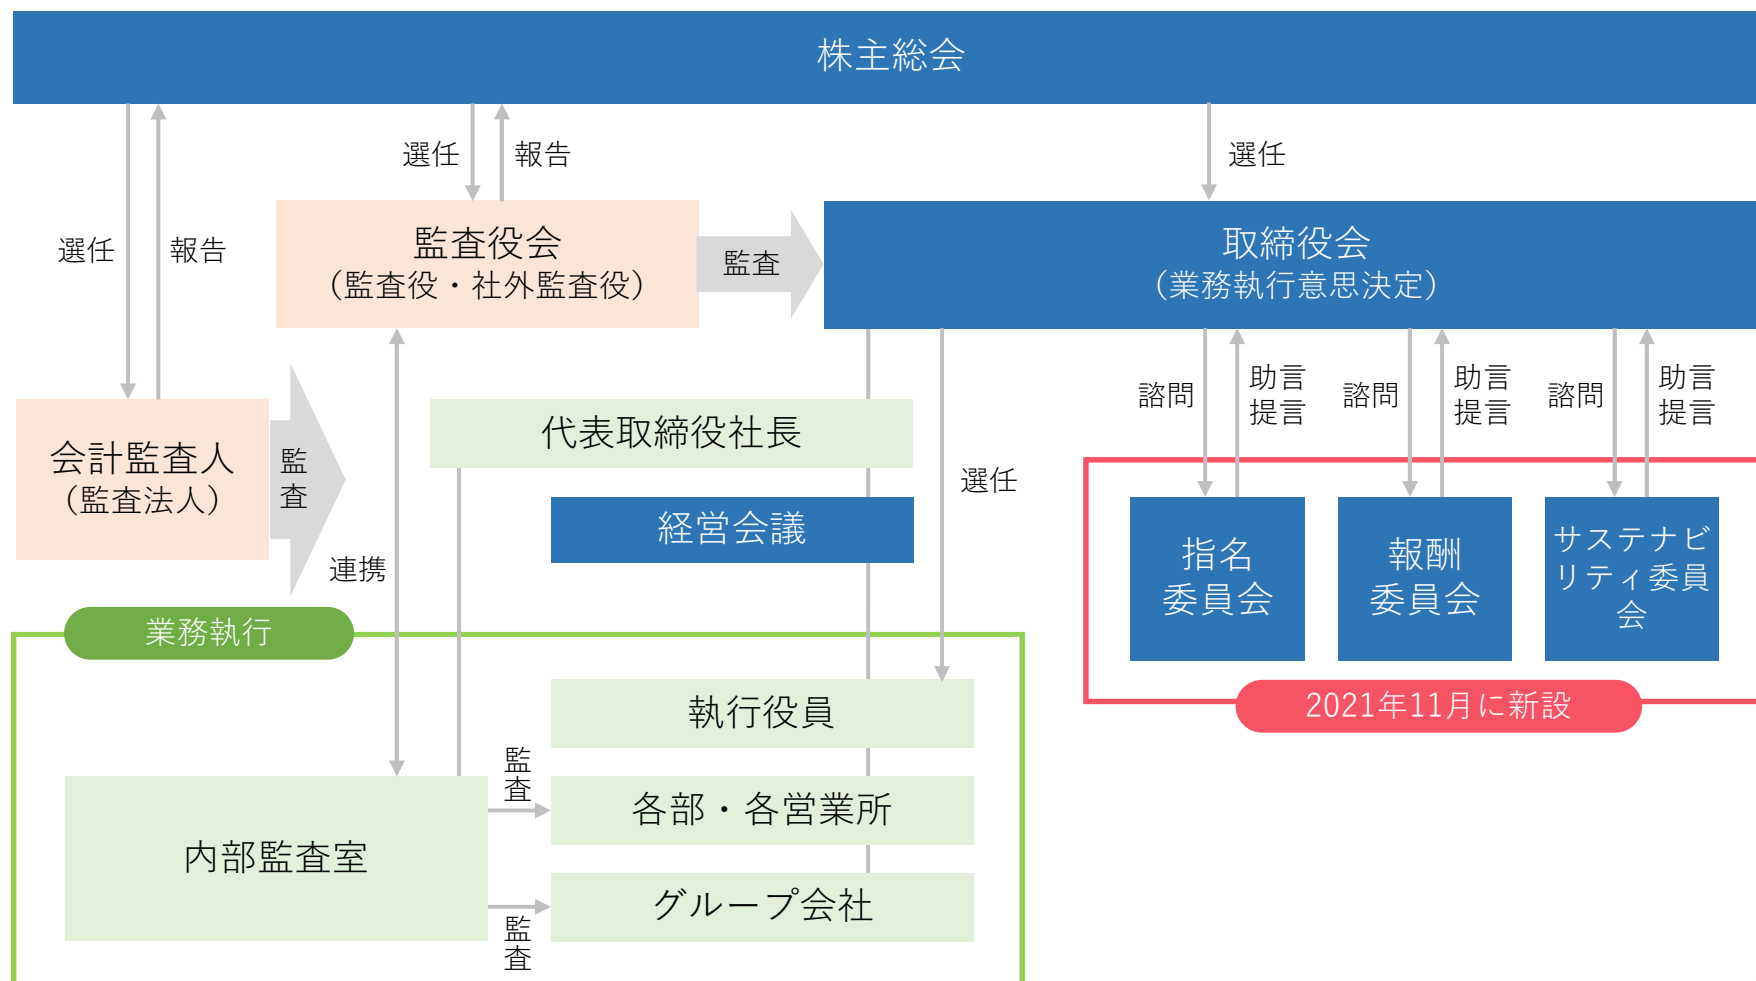 株主総会
選任
報告
選任
選任
報告
監査役会
（監査役・社外監査役）
監査
取締役会
（業務執行意思決定）
会計監査人
（監査法人）
監
査
代表取締役社長
経営会議
選任
連携
諮問
助言
提言
諮問
助言
提言
諮問
助言
提言
指名
委員会
報酬
委員会
サステナビ
リティ委員
会
2021年11月に新設
業務執行
執行役員
監
査
各部・各営業所
内部監査室
グループ会社
監
査